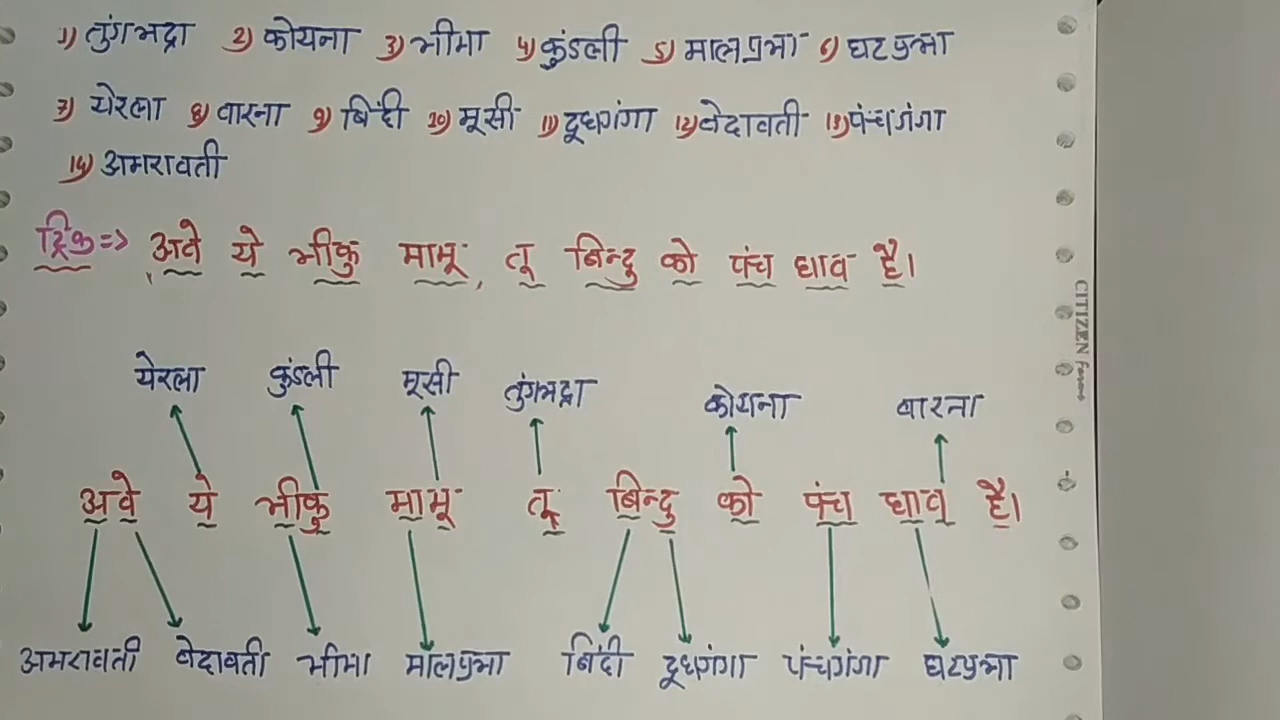 1) तुंगभद्रा 2) कोयना 3) भीमा 4) कुंडली 5) मालप्रभा 6) घटप्रभा
7) येरला 8) वारना 9) बिंदी 10) मूसी 11) दूधगंगा 12) वेदावती 13) पंचगंगा
14) अमरावती
ट्रिक => अवे ये भीकु मामू, तू बिन्दु को पंच घाव है।
येरला कुंडली मूसी तुंगभद्रा कोयना वारना
अवे ये भीकु मामू तू बिन्दु को पंच घाव है।
अमरावती वेदावती भीमा मालप्रभा बिंदी दूधगंगा पंचगंगा घटप्रभा
CITIZEN